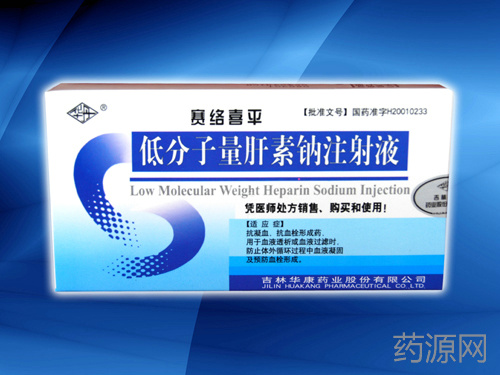 ®
赛络喜平
【批准文号】国药准字H20010233
低分子量肝素钠注射液
Low Molecular Weight Heparin Sodium Injection
凭医师处方销售、购买和使用!
【适应症】
抗凝血、抗血栓形成药,
用于血液透析或血液过滤时,
防止体外循环过程中血液凝固
及预防血栓形成。
吉林华康药业股份有限公司
JILIN HUAKANG PHARMACEUTICAL CO.,LTD.
药源网